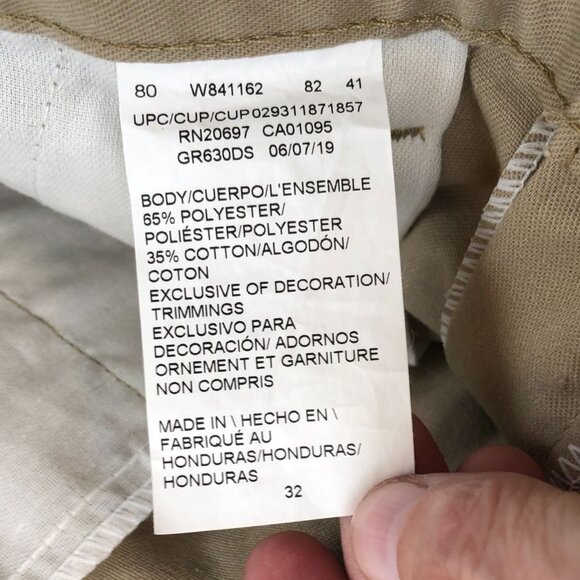 80 W841162 82 41
UPC/CUP/CUP029311871857
RN20697 CA01095
GR630DS 06/07/19
BODY/CUERPO/L'ENSEMBLE
65% POLYESTER/
POLIÉSTER/POLYESTER
35% COTTON/ALGODÓN/
COTON
EXCLUSIVE OF DECORATION/
TRIMMINGS
EXCLUSIVO PARA
DECORACIÓN/ ADORNOS
ORNEMENT ET GARNITURE
NON COMPRIS
MADE IN \ HECHO EN \
FABRIQUÉ AU
HONDURAS/HONDURAS/
HONDURAS
32